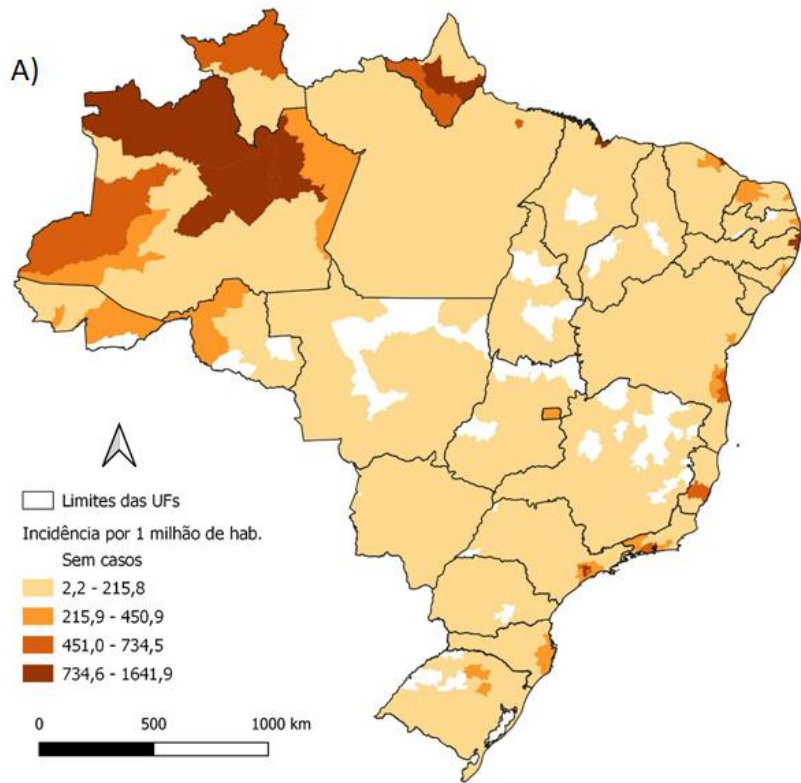 A)
Limites das UFs
Incidência por 1 milhão de hab.
Sem casos
2,2 - 215,8
215,9 - 450,9
451,0 - 734,5
734,6 - 1641,9
0 500 1000 km